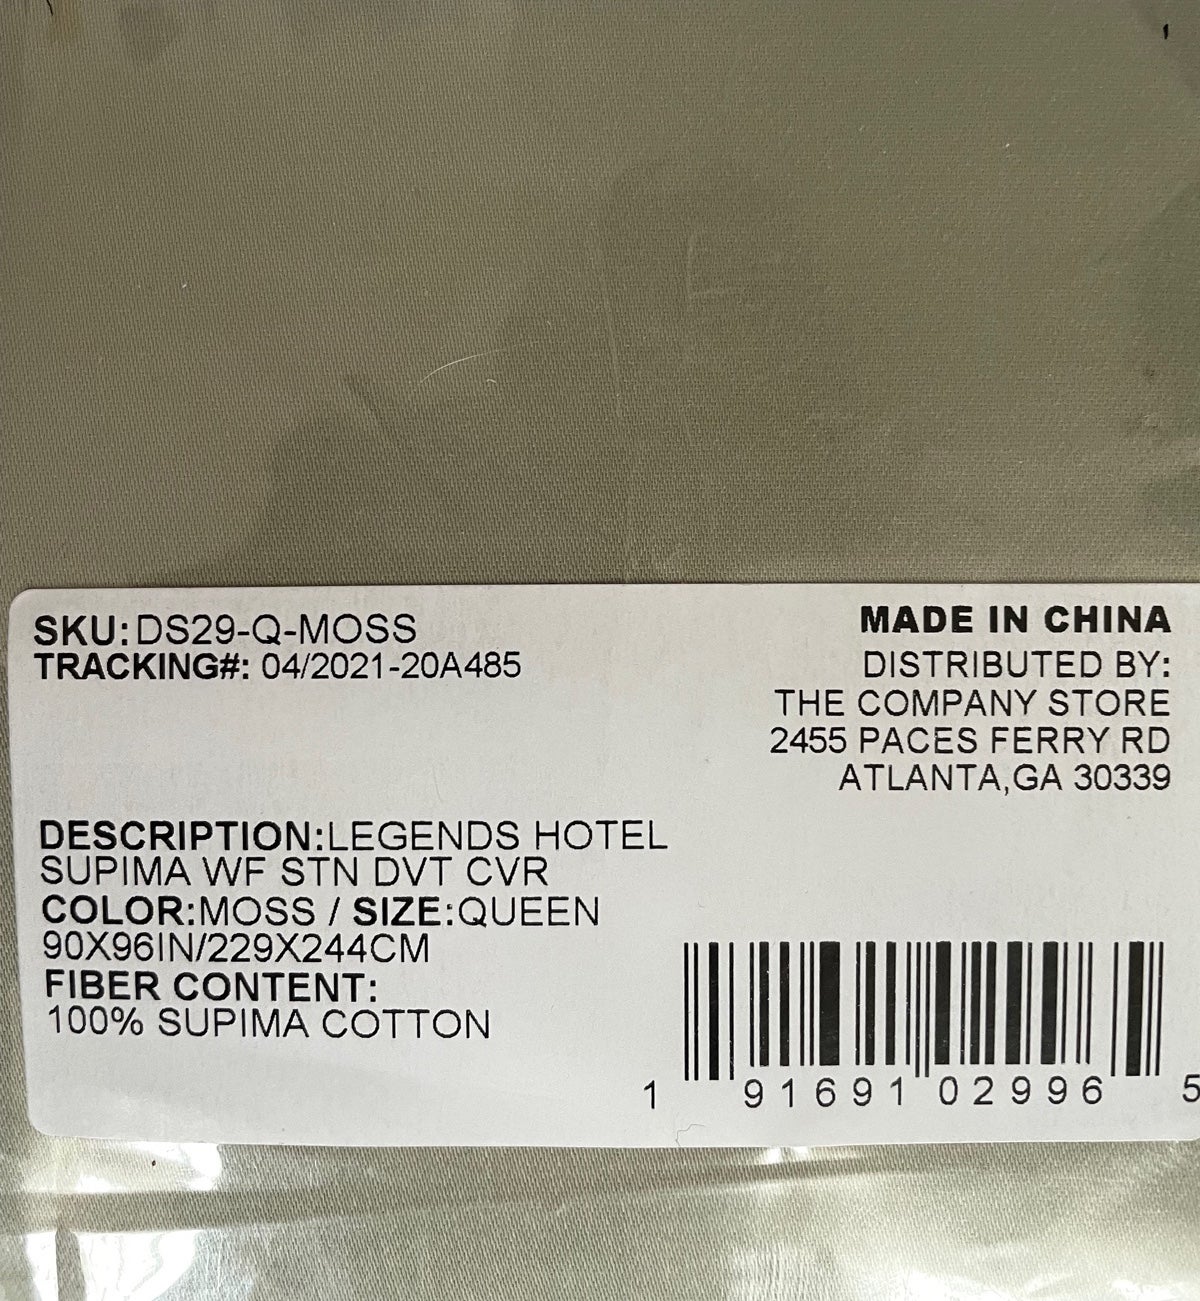 SKU:DS29-Q-MOSS
TRACKING#: 04/2021-20A485
MADE IN CHINA
DISTRIBUTED BY:
THE COMPANY STORE
2455 PACES FERRY RD
ATLANTA,GA 30339
DESCRIPTION:LEGENDS HOTEL
SUPIMA WF STN DVT CVR
COLOR:MOSS / SIZE:QUEEN
90X96IN/229X244CM
FIBER CONTENT:
100% SUPIMA COTTON
1 91691 02996 5